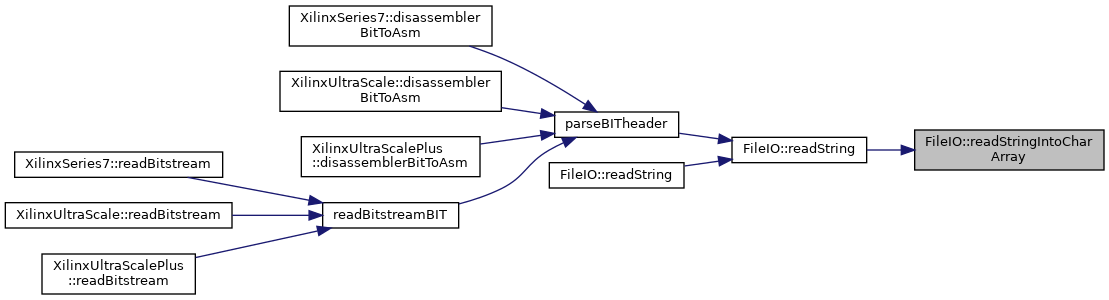 XilinxSeries7::disassembler
BitToAsm
XilinxUltraScale::disassembler
BitToAsm
XilinxUltraScalePlus
::disassemblerBitToAsm
XilinxSeries7::readBitstream
XilinxUltraScale::readBitstream
XilinxUltraScalePlus
::readBitstream
readBitstreamBIT
parseBITheader
FileIO::readString
FileIO::readString
FileIO::readStringIntoChar
Array